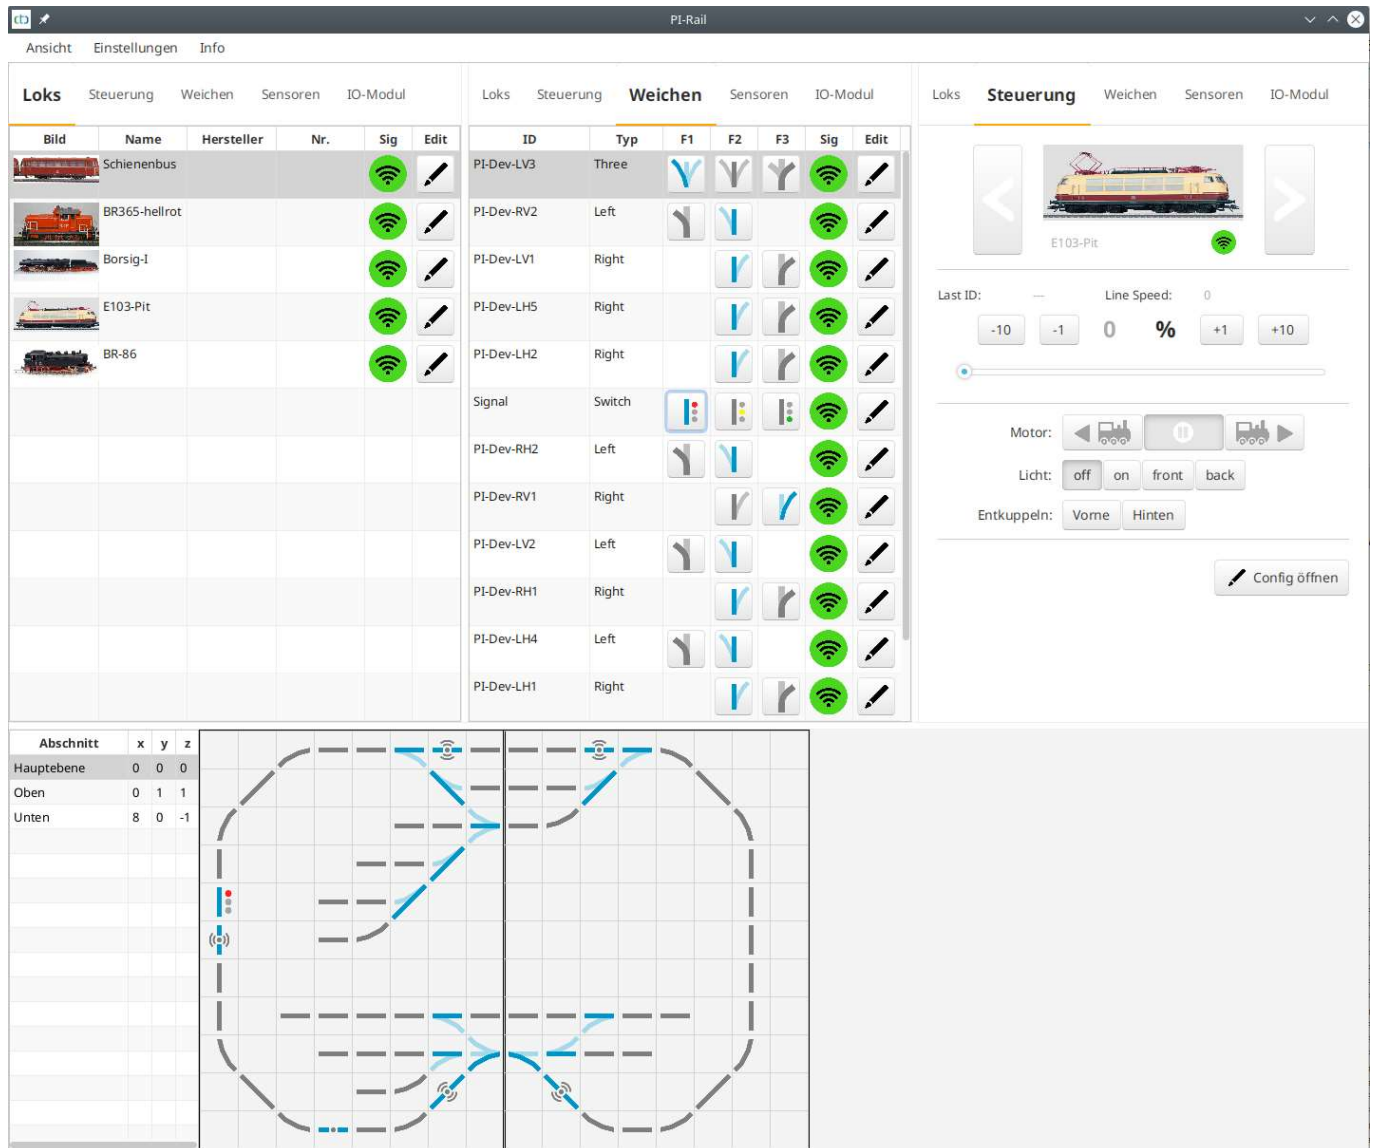 PI-Rail
Ansicht Einstellungen Info
Loks Steuerung Weichen Sensoren IO-Modul
Bild Name Hersteller Nr. Sig Edit
Schienenbus
BR365-hellrot
Borsig-I
E103-Pit
BR-86
Loks Steuerung Weichen Sensoren IO-Modul
ID Typ F1 F2 F3 Sig Edit
PI-Dev-LV3 Three
PI-Dev-RV2 Left
PI-Dev-LV1 Right
PI-Dev-LH5 Right
PI-Dev-LH2 Right
Signal Switch
PI-Dev-RH2 Left
PI-Dev-RV1 Right
PI-Dev-LV2 Left
PI-Dev-RH1 Right
PI-Dev-LH4 Left
PI-Dev-LH1 Right
Loks Steuerung Weichen Sensoren IO-Modul
E103-Pit
Last ID: — Line Speed: 0
-10 -1 0 % +1 +10
Motor:
Licht: off on front back
Entkuppeln: Vorne Hinten
Config öffnen
Abschnitt x y z
Hauptebene 0 0 0
Oben 0 1 1
Unten 8 0 -1